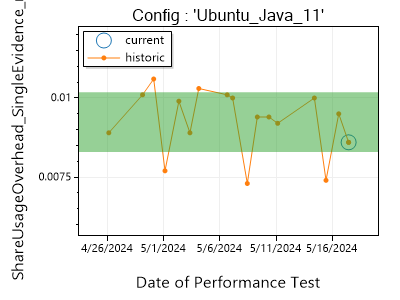 Config : 'Ubuntu_Java_11'
current
historic
ShareUsageOverhead_SingleEvidence_
0.01
0.0075
4/26/2024
5/1/2024
5/6/2024
5/11/2024
5/16/2024
Date of Performance Test